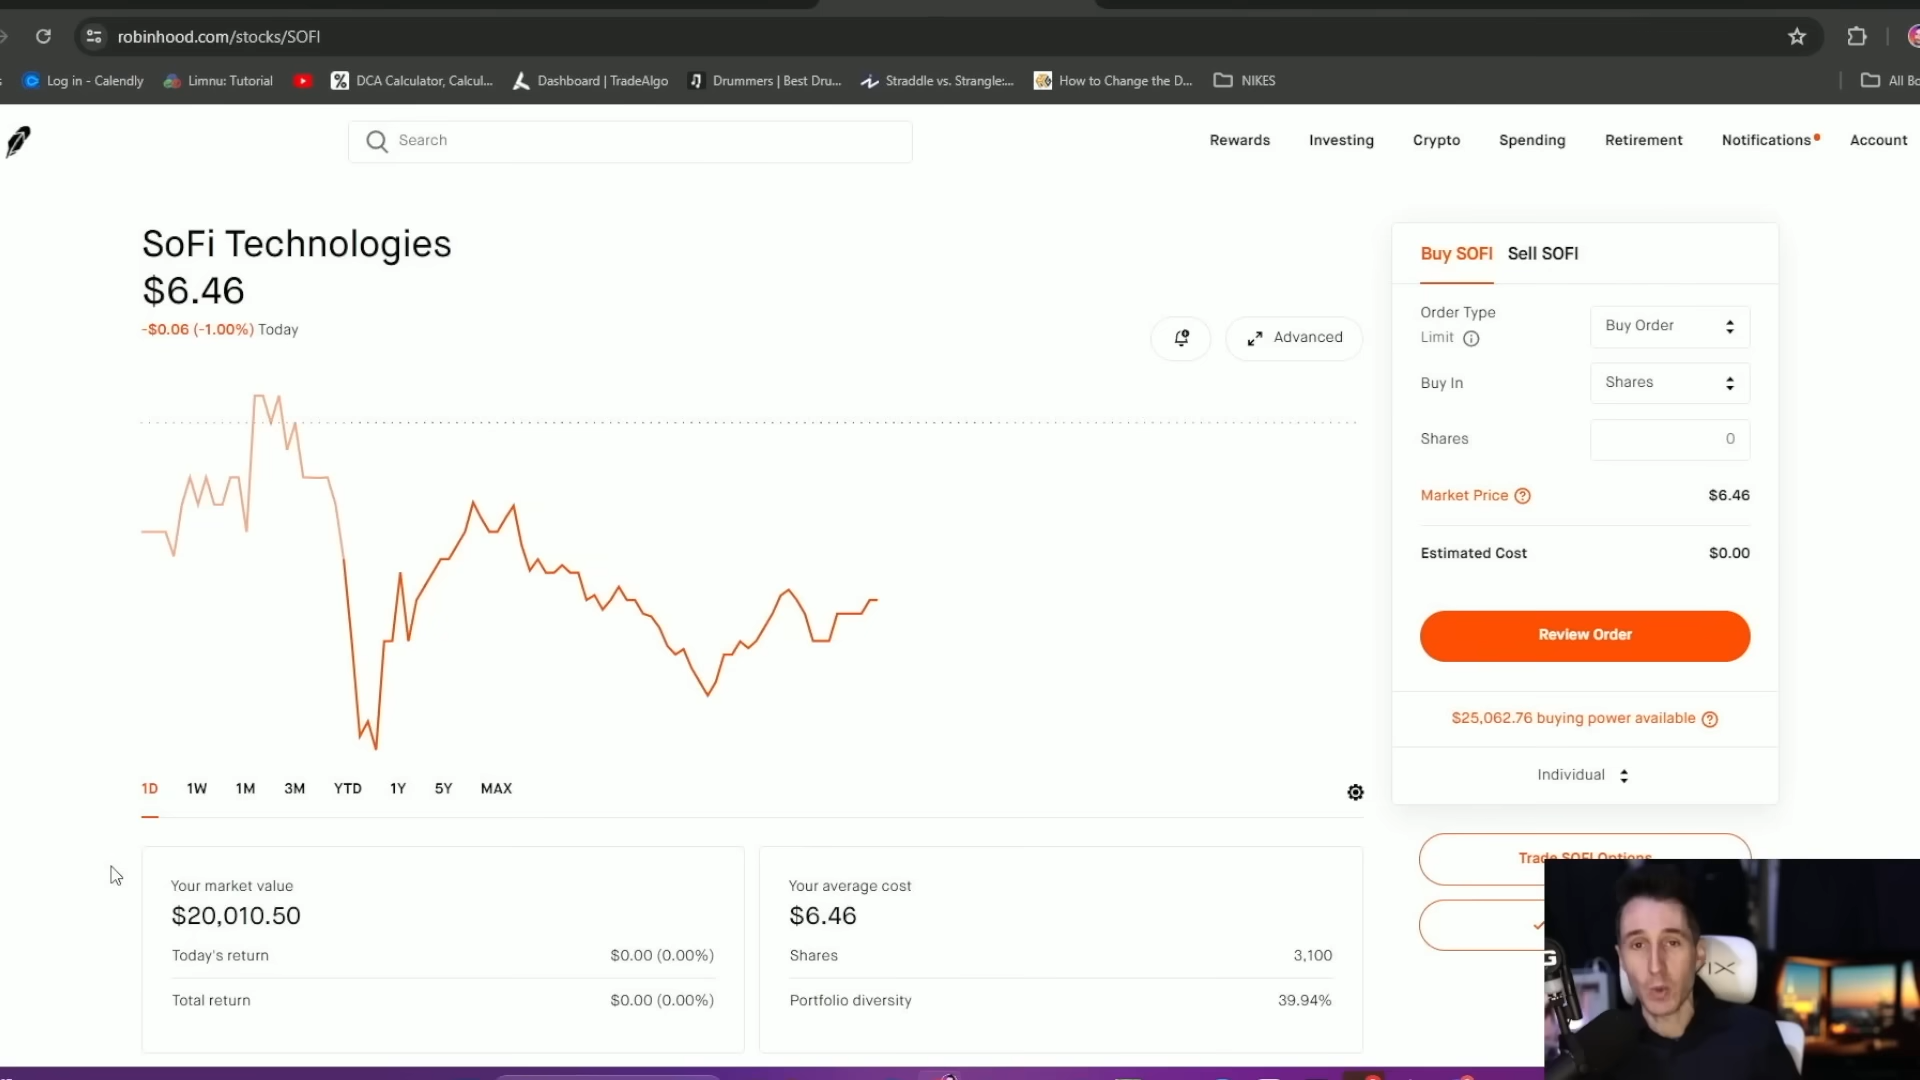 robinhood.com/stocks/SOFI
Log in - Calendly
Limnu: Tutorial
DCA Calculator, Calcul...
Dashboard | TradeAlgo
Drummers | Best Dru...
Straddle vs. Strangle:...
How to Change the D...
NIKES
All Bo
Search
Rewards
Investing
Crypto
Spending
Retirement
Notifications
Account
SoFi Technologies
$6.46
-$0.06 (-1.00%) Today
Advanced
1D 1W 1M 3M YTD 1Y 5Y MAX
Your market value
$20,010.50
Today's return $0.00 (0.00%)
Total return $0.00 (0.00%)
Your average cost
$6.46
Shares 3,100
Portfolio diversity 39.94%
Buy SOFI Sell SOFI
Order Type
Limit
Buy Order
Buy In Shares
Shares 0
Market Price $6.46
Estimated Cost $0.00
Review Order
$25,062.76 buying power available
Individual
Trade SOFI Options